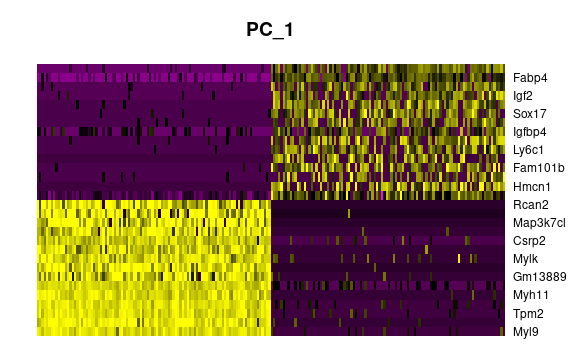 PC_1
Fabp4
Igf2
Sox17
Igfbp4
Ly6c1
Fam101b
Hmcn1
Rcan2
Map3k7cl
Csrp2
Mylk
Gm13889
Myh11
Tpm2
Myl9